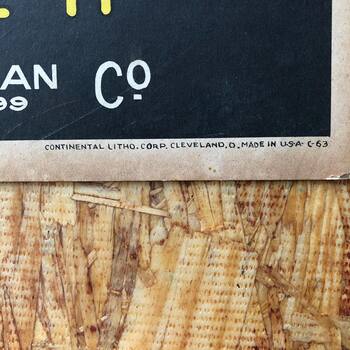 AN Cº
99
CONTINENTAL LITHO. CORP. CLEVELAND, O. MADE IN U.S.A. C-63